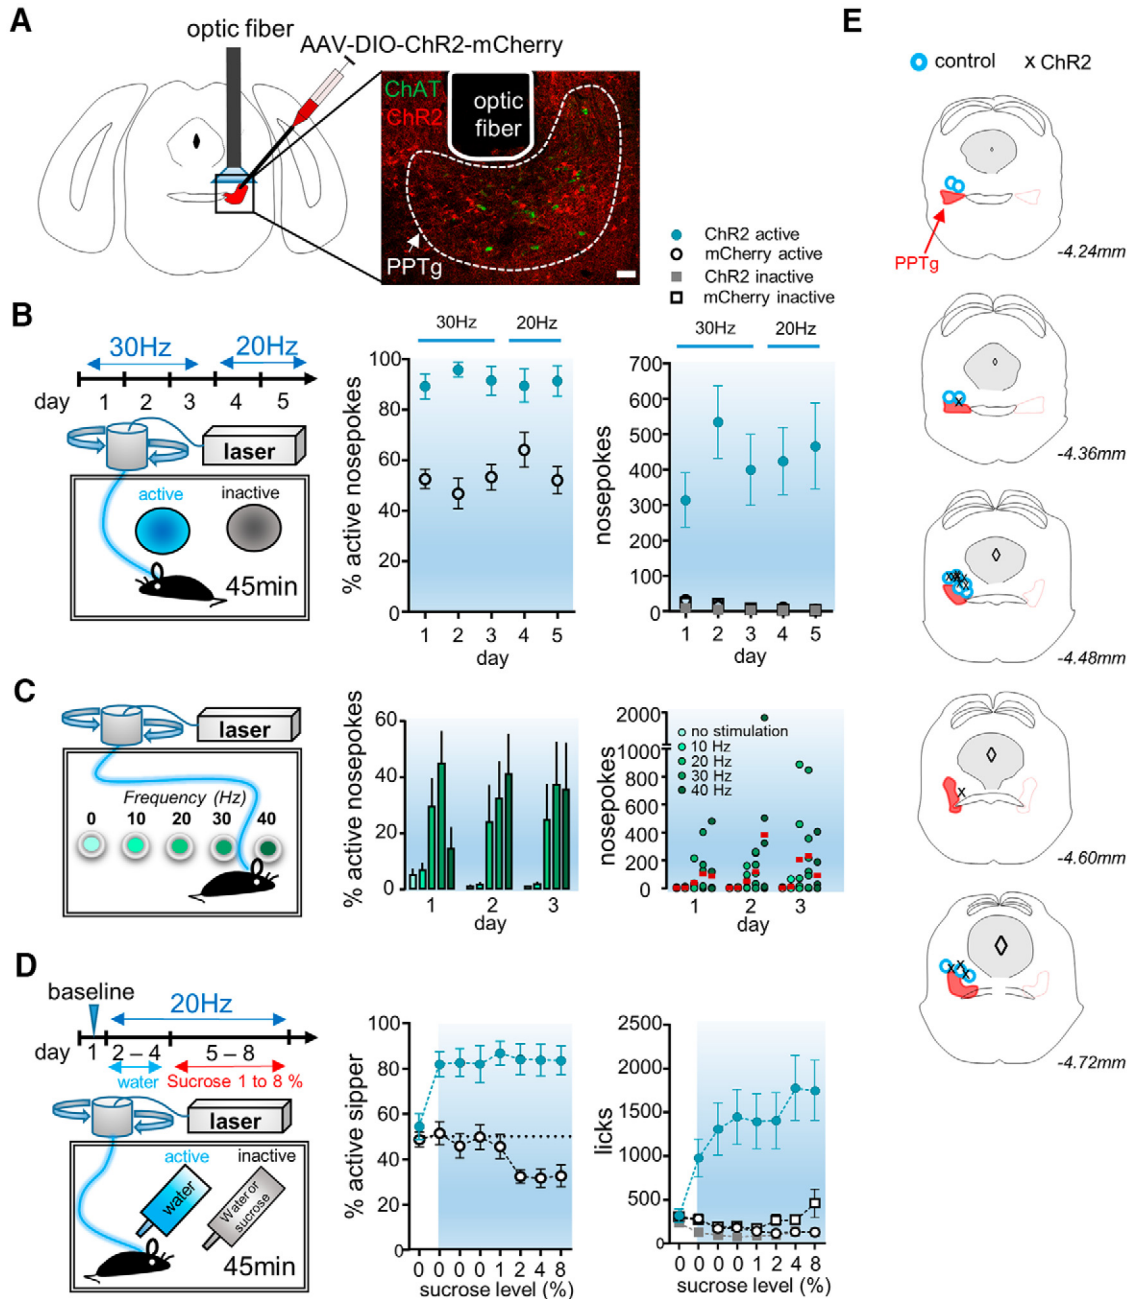 A
optic fiber
AAV-DIO-ChR2-mCherry
ChAT
ChR2
optic
fiber
PPTg
ChR2 active
mCherry active
ChR2 inactive
mCherry inactive
B
30Hz 20Hz
day 1 2 3 4 5
laser
active inactive
45min
30Hz 20Hz
% active nosepokes
100
80
60
40
20
0
1 2 3 4 5
day
30Hz 20Hz
nosepokes
700
600
500
400
300
200
100
0
1 2 3 4 5
day
C
laser
Frequency (Hz)
0 10 20 30 40
% active nosepokes
60
40
20
0
1 2 3
day
nosepokes
2000
1000
800
600
400
200
0
no stimulation
10 Hz
20 Hz
30 Hz
40 Hz
1 2 3
day
D
baseline
20Hz
day 1 2 – 4 5 – 8
water Sucrose 1 to 8 %
laser
active inactive
water
Water or
sucrose
45min
% active sipper
100
80
60
40
20
0
0 0 0 0 1 2 4 8
sucrose level (%)
licks
2500
2000
1500
1000
500
0
0 0 0 0 1 2 4 8
sucrose level (%)
E
control x ChR2
PPTg
-4.24mm
-4.36mm
-4.48mm
-4.60mm
-4.72mm